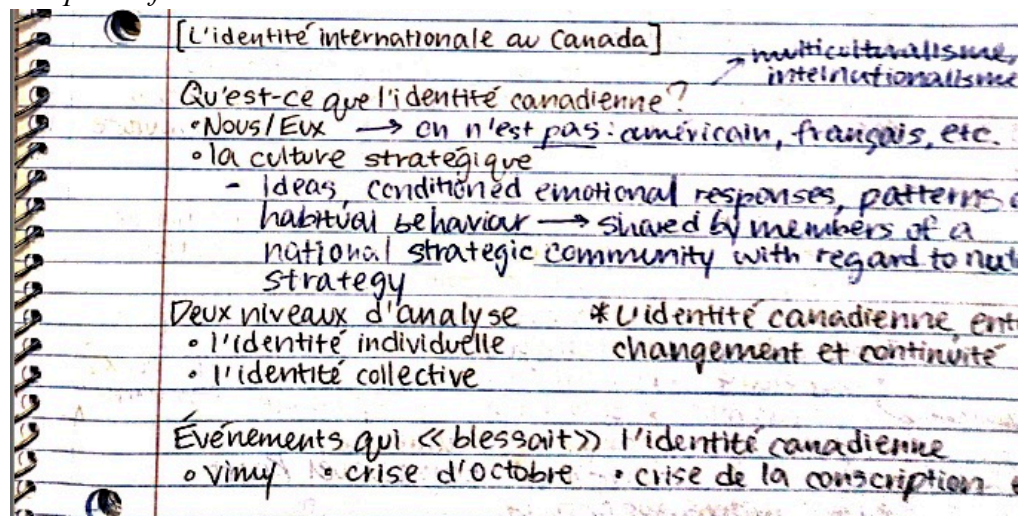 [L'identité internationale au Canada]
multiculturalisme,
internationalisme
Qu'est-ce que l'identité canadienne?
•Nous/Eux → on n'est pas: américain, français, etc.
•la culture stratégique
- Ideas, conditioned emotional responses, patterns
habitual behaviour → shared by members of a
national strategic community with regard to
strategy
Deux niveaux d'analyse
• l'identité individuelle
• l'identité collective
*L'identité canadienne
changement et continuité
Événements qui << blessait>> l'identité canadienne
• vimy • crise d'octobre • crise de la conscription